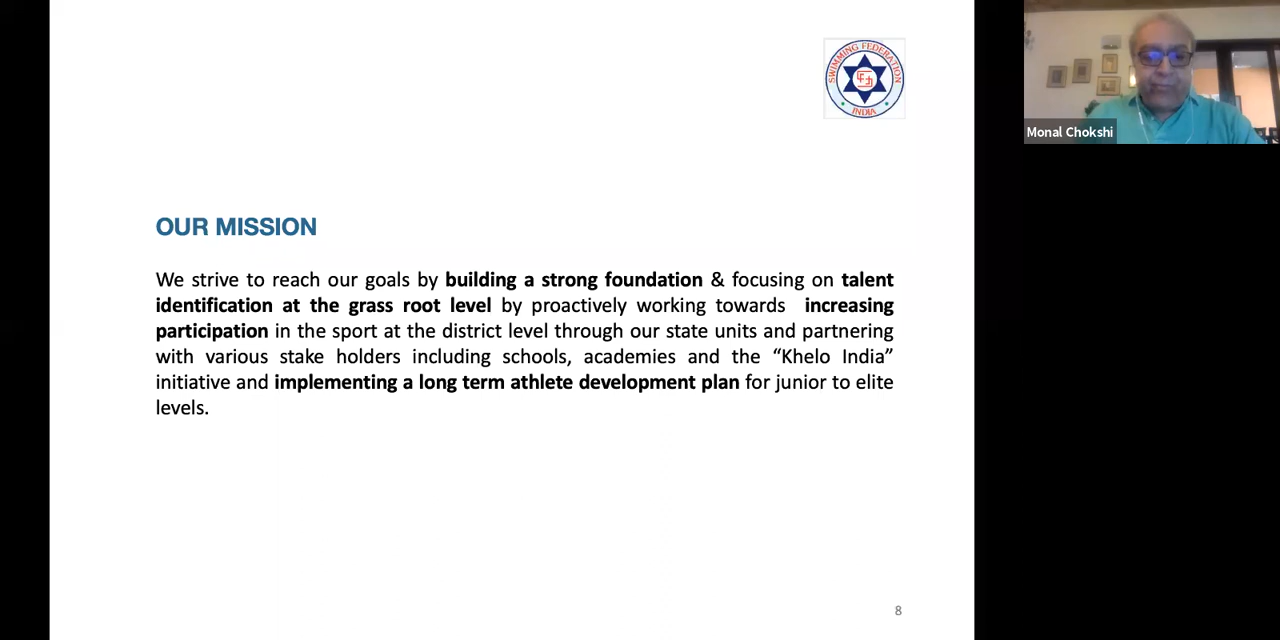 SWIMMING FEDERATION
INDIA
Monal Chokshi
OUR MISSION
We strive to reach our goals by building a strong foundation & focusing on talent
identification at the grass root level by proactively working towards increasing
participation in the sport at the district level through our state units and partnering
with various stake holders including schools, academies and the “Khelo India”
initiative and implementing a long term athlete development plan for junior to elite
levels.
8